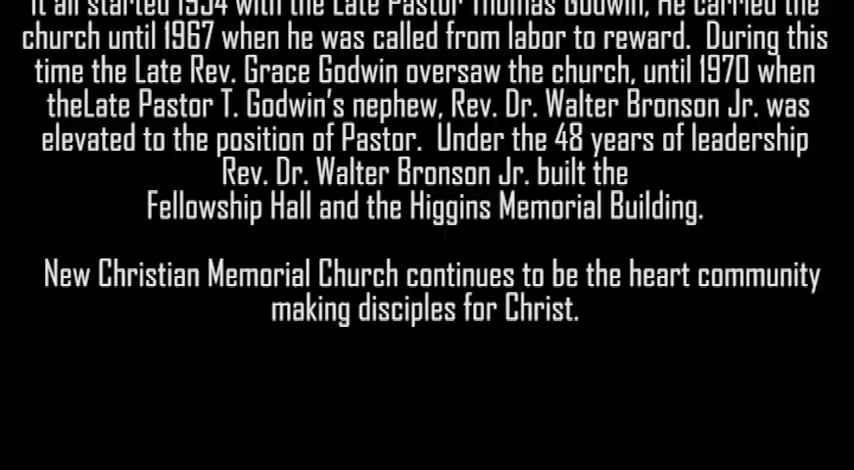 It all started 1954 with the Late Pastor Thomas Godwin, He carried the
church until 1967 when he was called from labor to reward.  During this
time the Late Rev. Grace Godwin oversaw the church, until 1970 when
theLate Pastor T. Godwin's nephew, Rev. Dr. Walter Bronson Jr. was
elevated to the position of Pastor.  Under the 48 years of leadership
Rev. Dr. Walter Bronson Jr. built the
Fellowship Hall and the Higgins Memorial Building.
New Christian Memorial Church continues to be the heart community
making disciples for Christ.